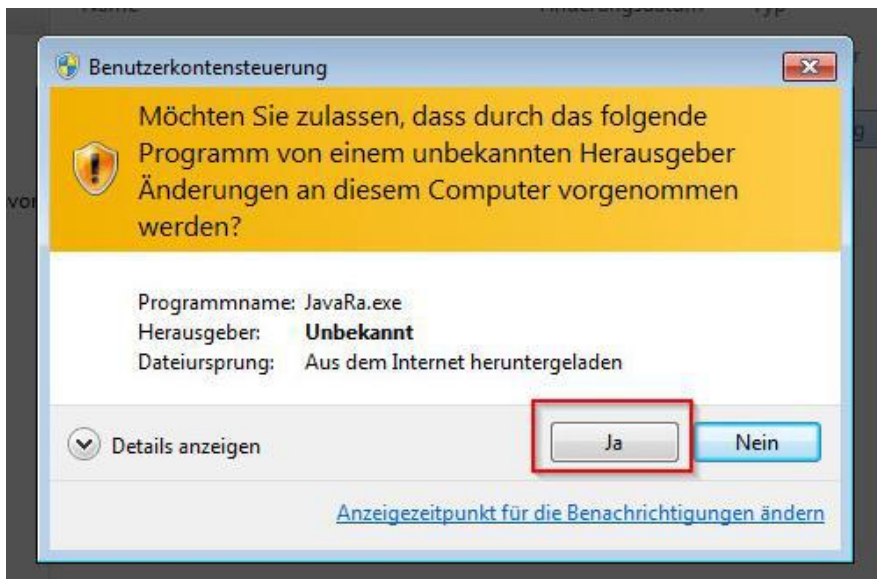 Benutzerkontensteuerung
Möchten Sie zulassen, dass durch das folgende
Programm von einem unbekannten Herausgeber
Änderungen an diesem Computer vorgenommen
werden?
Programmname: JavaRa.exe
Herausgeber: Unbekannt
Dateiursprung: Aus dem Internet heruntergeladen
Details anzeigen
Ja
Nein
Anzeigezeitpunkt für die Benachrichtigungen ändern